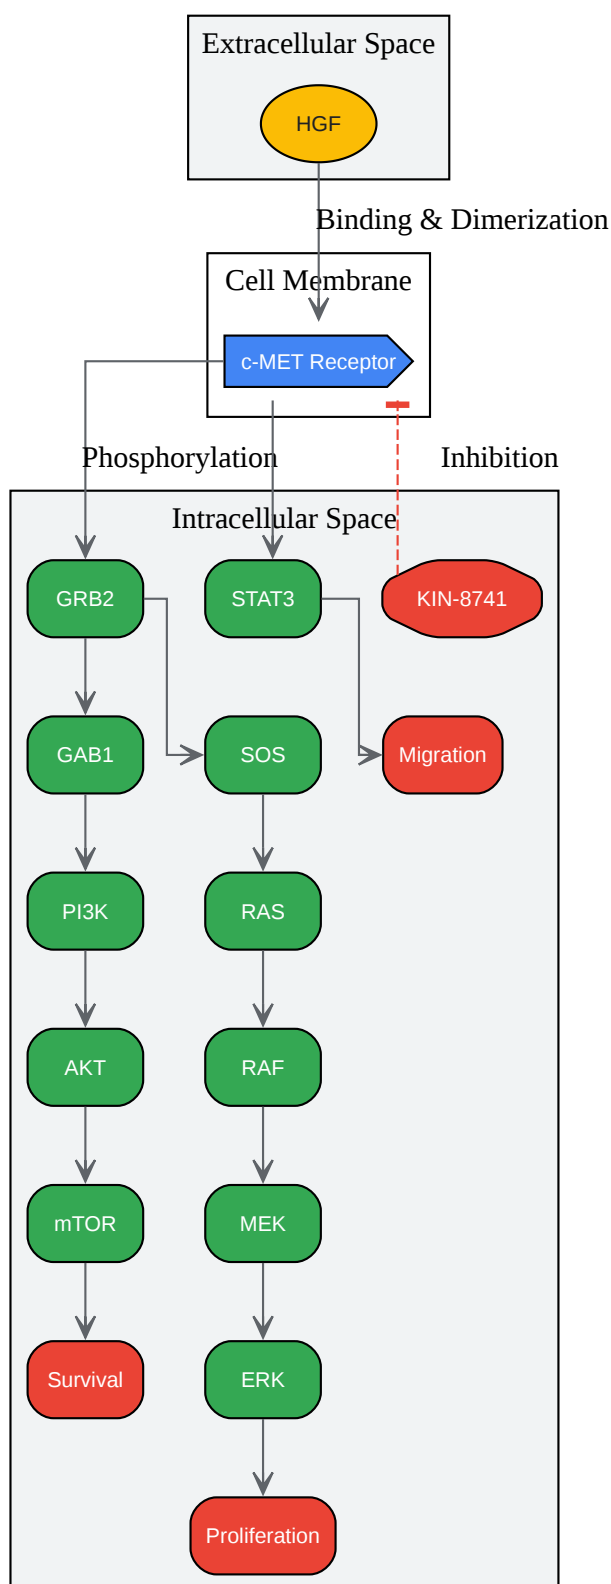 Extracellular Space
HGF
Binding & Dimerization
Cell Membrane
c-MET Receptor
Phosphorylation
Inhibition
Intracellular Space
GRB2
STAT3
KIN-8741
GAB1
SOS
Migration
PI3K
RAS
AKT
RAF
mTOR
MEK
Survival
ERK
Proliferation